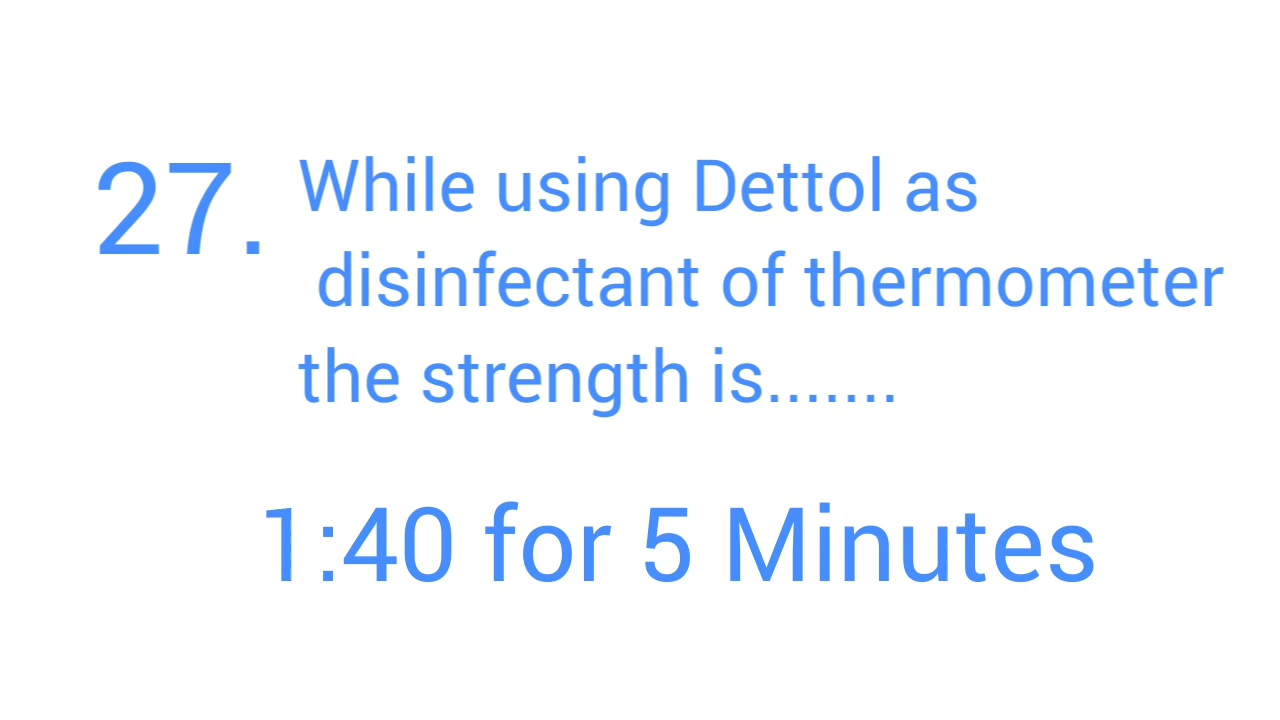 27. While using Dettol as
disinfectant of thermometer
the strength is.......
1:40 for 5 Minutes